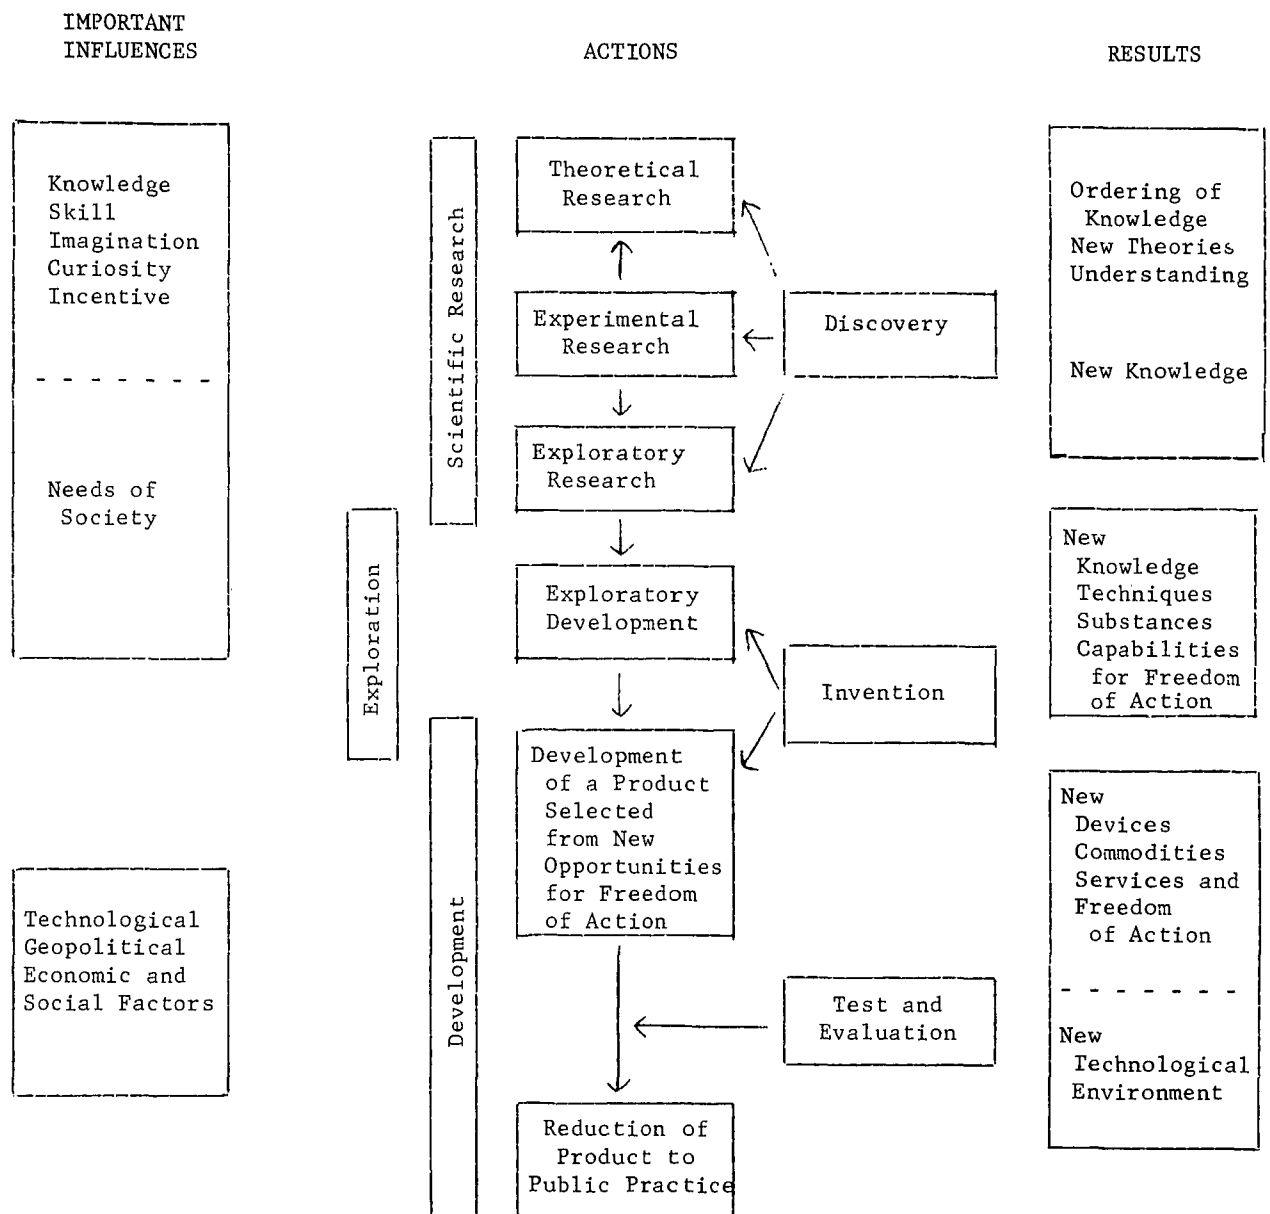 IMPORTANT
INFLUENCES
ACTIONS
RESULTS
Knowledge
Skill
Imagination
Curiosity
Incentive
Needs of
Society
Technological
Geopolitical
Economic and
Social Factors
Scientific Research
Exploration
Development
Theoretical
Research
Experimental
Research
Exploratory
Research
Exploratory
Development
Development
of a Product
Selected
from New
Opportunities
for Freedom
of Action
Reduction of
Product to
Public Practice
Discovery
Invention
Test and
Evaluation
Ordering of
Knowledge
New Theories
Understanding
New Knowledge
New
Knowledge
Techniques
Substances
Capabilities
for Freedom
of Action
New
Devices
Commodities
Services and
Freedom
of Action
New
Technological
Environment